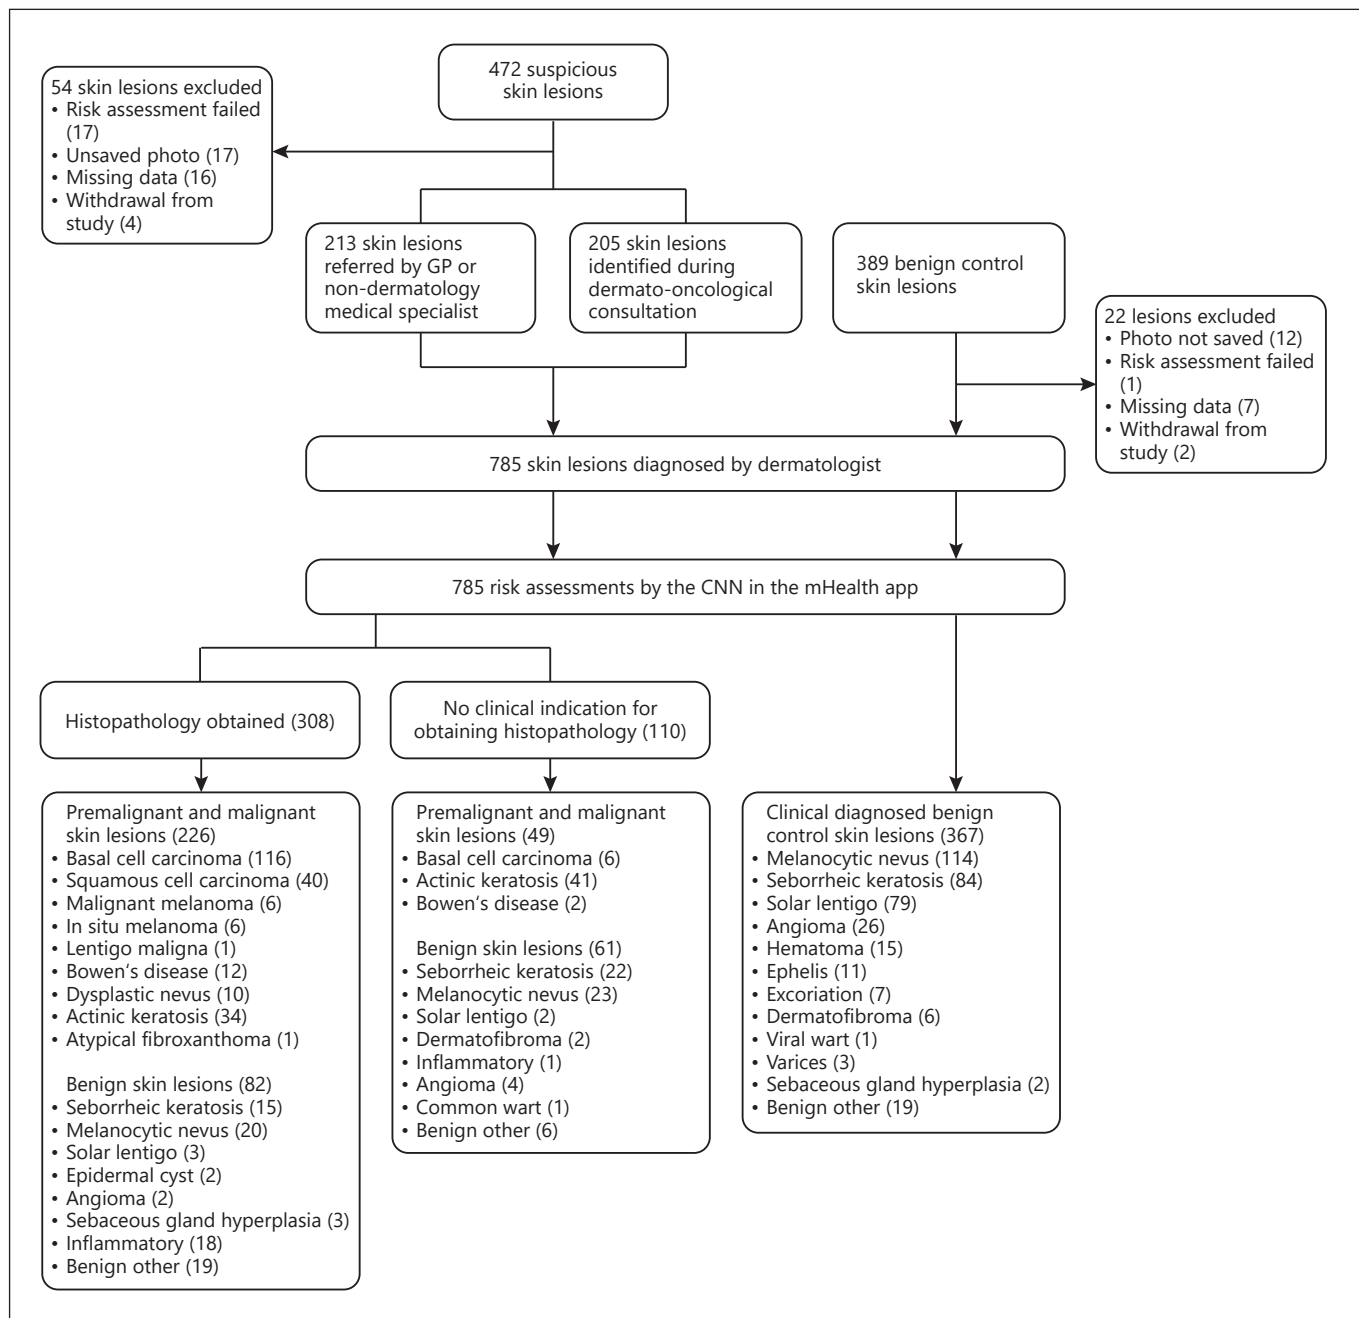 472 suspicious
skin lesions
54 skin lesions excluded
• Risk assessment failed
(17)
• Unsaved photo (17)
• Missing data (16)
• Withdrawal from
study (4)
213 skin lesions
referred by GP or
non-dermatology
medical specialist
205 skin lesions
identified during
dermato-oncological
consultation
389 benign control
skin lesions
22 lesions excluded
• Photo not saved (12)
• Risk assessment failed
(1)
• Missing data (7)
• Withdrawal from
study (2)
785 skin lesions diagnosed by dermatologist
785 risk assessments by the CNN in the mHealth app
Histopathology obtained (308)
No clinical indication for
obtaining histopathology (110)
Premalignant and malignant
skin lesions (226)
• Basal cell carcinoma (116)
• Squamous cell carcinoma (40)
• Malignant melanoma (6)
• In situ melanoma (6)
• Lentigo maligna (1)
• Bowen‘s disease (12)
• Dysplastic nevus (10)
• Actinic keratosis (34)
• Atypical fibroxanthoma (1)
Benign skin lesions (82)
• Seborrheic keratosis (15)
• Melanocytic nevus (20)
• Solar lentigo (3)
• Epidermal cyst (2)
• Angioma (2)
• Sebaceous gland hyperplasia (3)
• Inflammatory (18)
• Benign other (19)
Premalignant and malignant
skin lesions (49)
• Basal cell carcinoma (6)
• Actinic keratosis (41)
• Bowen‘s disease (2)
Benign skin lesions (61)
• Seborrheic keratosis (22)
• Melanocytic nevus (23)
• Solar lentigo (2)
• Dermatofibroma (2)
• Inflammatory (1)
• Angioma (4)
• Common wart (1)
• Benign other (6)
Clinical diagnosed benign
control skin lesions (367)
• Melanocytic nevus (114)
• Seborrheic keratosis (84)
• Solar lentigo (79)
• Angioma (26)
• Hematoma (15)
• Ephelis (11)
• Excoriation (7)
• Dermatofibroma (6)
• Viral wart (1)
• Varices (3)
• Sebaceous gland hyperplasia (2)
• Benign other (19)